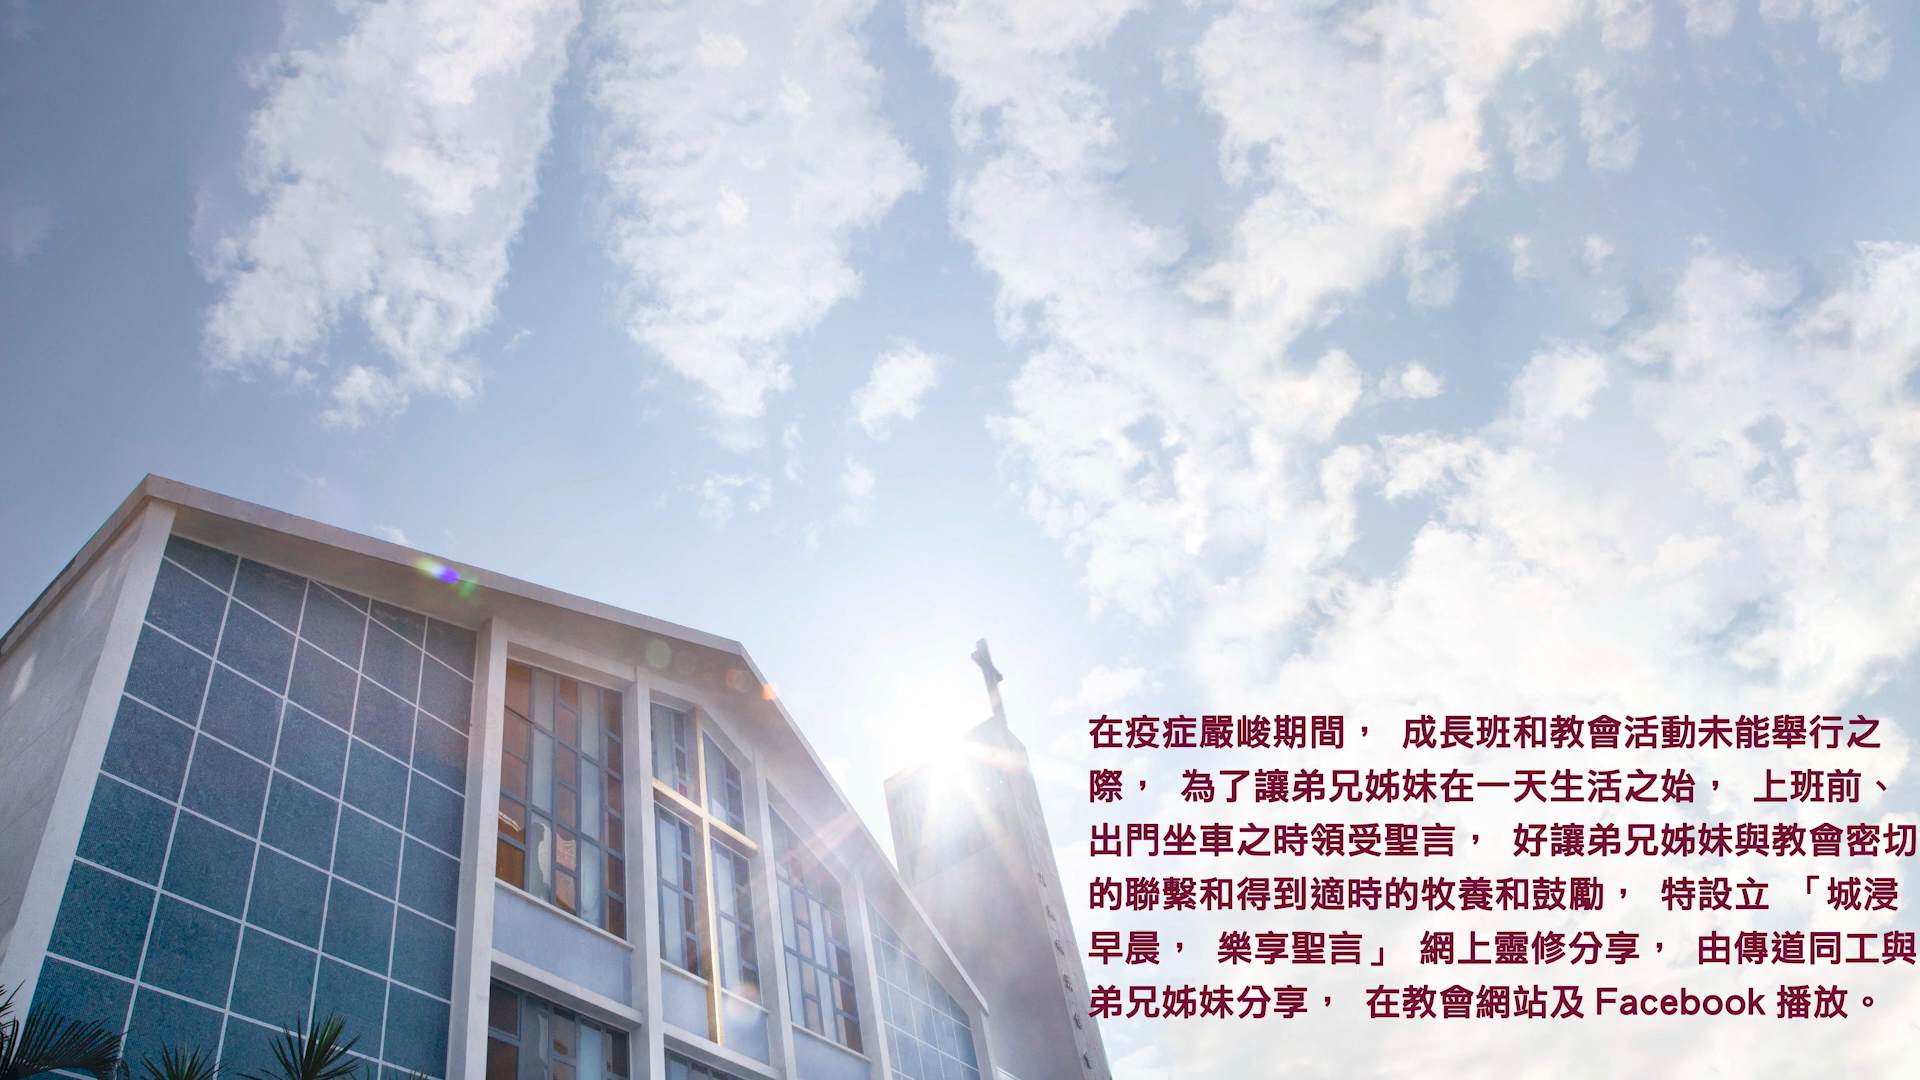 在疫症嚴峻期間， 成長班和教會活動未能舉行之
際， 為了讓弟兄姊妹在一天生活之始， 上班前、
出門坐車之時領受聖言， 好讓弟兄姊妹與教會密切
的聯繫和得到適時的牧養和鼓勵， 特設立 「城浸
早晨， 樂享聖言」 網上靈修分享， 由傳道同工與
弟兄姊妹分享， 在教會網站及 Facebook 播放。